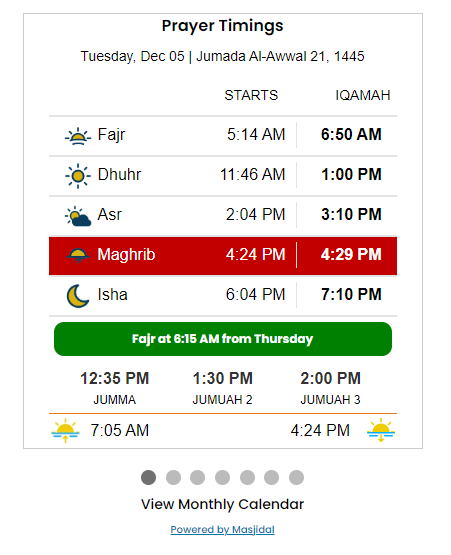 Prayer Timings
Tuesday, Dec 05 | Jumada Al-Awwal 21, 1445
STARTS IQAMAH
Fajr 5:14 AM 6:50 AM
Dhuhr 11:46 AM 1:00 PM
Asr 2:04 PM 3:10 PM
Maghrib 4:24 PM 4:29 PM
Isha 6:04 PM 7:10 PM
Fajr at 6:15 AM from Thursday
12:35 PM 1:30 PM 2:00 PM
JUMMA JUMUAH 2 JUMUAH 3
7:05 AM 4:24 PM
View Monthly Calendar
Powered by Masjidal